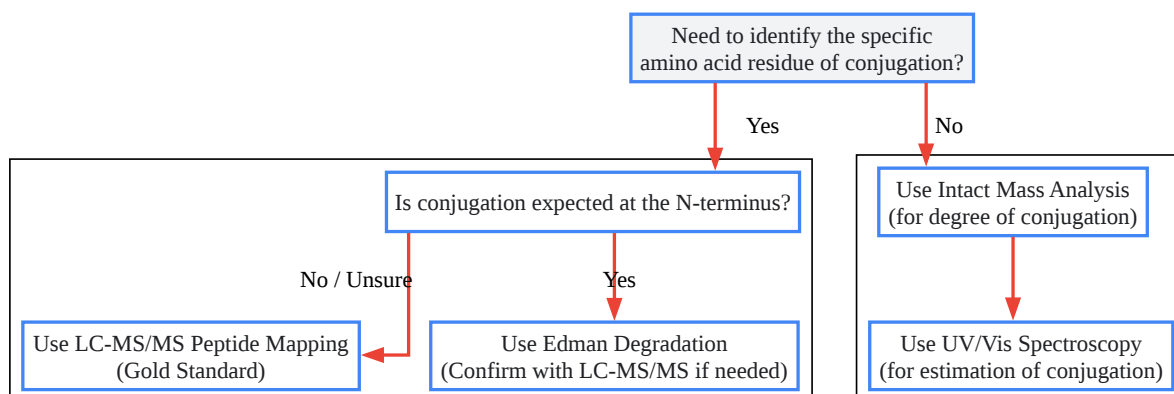 Need to identify the specific
amino acid residue of conjugation?
Yes
No
Is conjugation expected at the N-terminus?
Use Intact Mass Analysis
(for degree of conjugation)
No / Unsure
Yes
Use LC-MS/MS Peptide Mapping
(Gold Standard)
Use Edman Degradation
(Confirm with LC-MS/MS if needed)
Use UV/Vis Spectroscopy
(for estimation of conjugation)